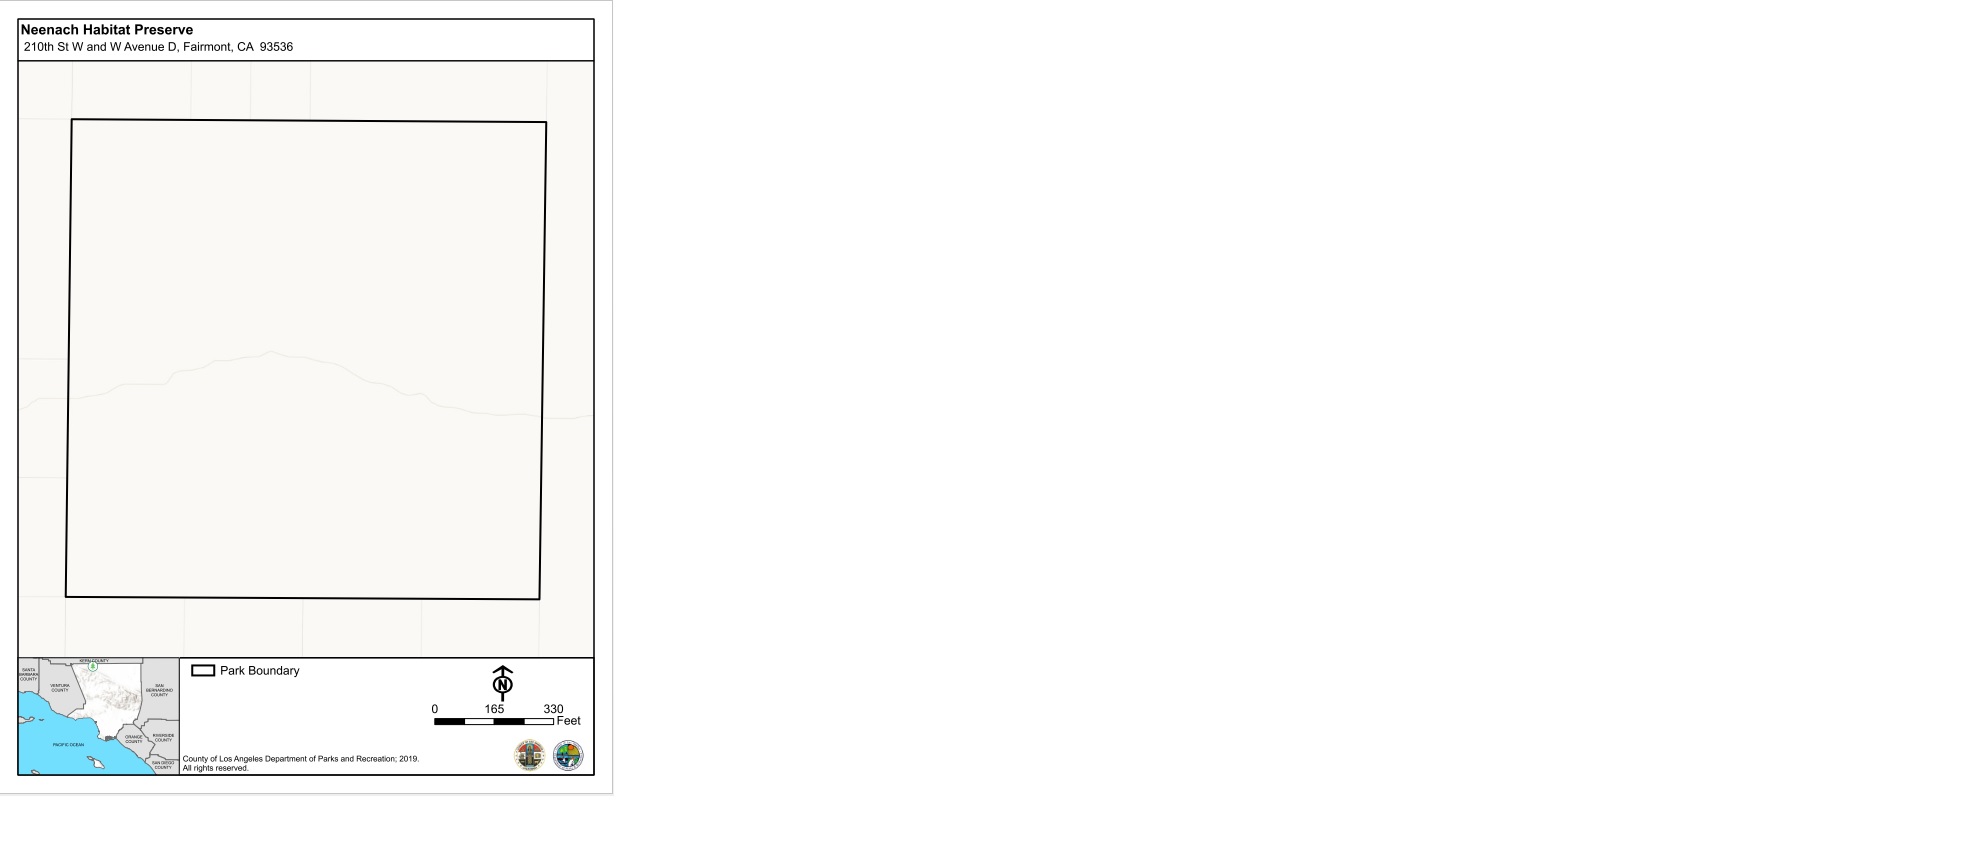 Neenach Habitat Preserve
210th St W and W Avenue D, Fairmont, CA 93536
KERN COUNTY
SANTA
BARBARA
COUNTY
VENTURA
COUNTY
SAN
BERNARDINO
COUNTY
ORANGE
COUNTY
RIVERSIDE
COUNTY
PACIFIC OCEAN
SAN DIEGO
COUNTY
Park Boundary
N
0 165 330
Feet
County of Los Angeles Department of Parks and Recreation; 2019.
All rights reserved.